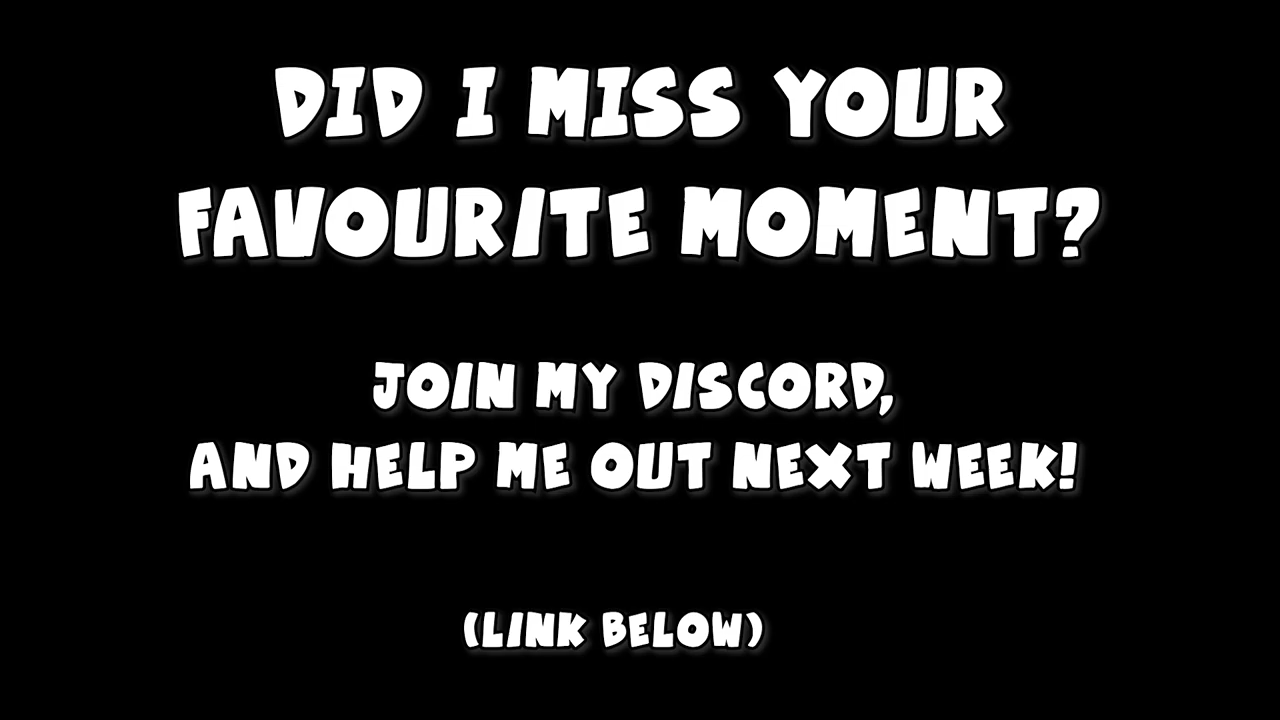 DID I MISS YOUR
FAVOURITE MOMENT?
JOIN MY DISCORD,
AND HELP ME OUT NEXT WEEK!
(LINK BELOW)